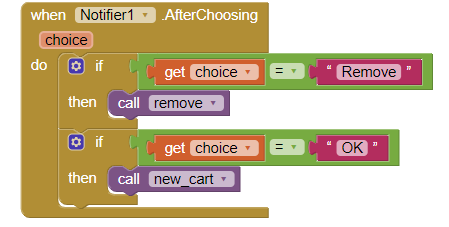 when Notifier1 .AfterChoosing
choice
do if get choice = " Remove "
then call remove
if get choice = " OK "
then call new_cart